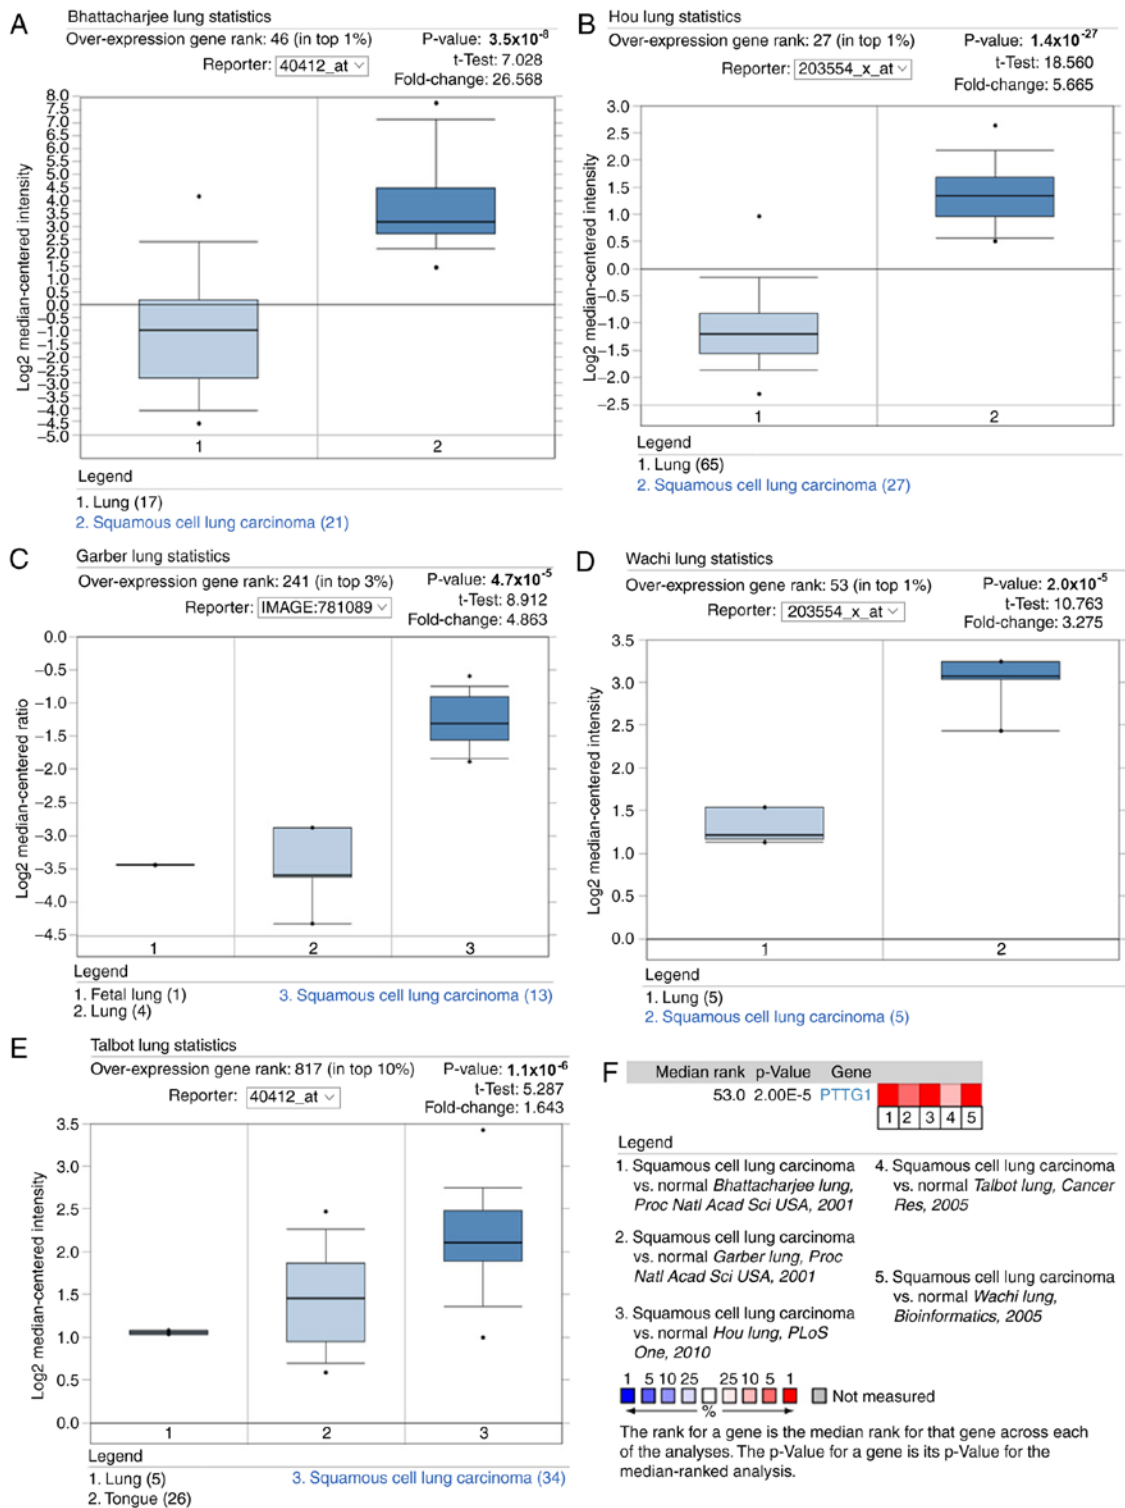 A
Bhattacharjee lung statistics
Over-expression gene rank: 46 (in top 1%)
P-value: 3.5x10-8
t-Test: 7.028
Reporter: 40412_at
Fold-change: 26.568
Log2 median-centered intensity
8.0
7.5
7.0
6.5
6.0
5.5
5.0
4.5
4.0
3.5
3.0
2.5
2.0
1.5
1.0
0.5
0.0
−0.5
−1.0
−1.5
−2.0
−2.5
−3.0
−3.5
−4.0
−4.5
−5.0
1 2
Legend
1. Lung (17)
2. Squamous cell lung carcinoma (21)
B
Hou lung statistics
Over-expression gene rank: 27 (in top 1%)
P-value: 1.4x10-27
t-Test: 18.560
Reporter: 203554_x_at
Fold-change: 5.665
Log2 median-centered intensity
3.0
2.5
2.0
1.5
1.0
0.5
0.0
−0.5
−1.0
−1.5
−2.0
−2.5
1 2
Legend
1. Lung (65)
2. Squamous cell lung carcinoma (27)
C
Garber lung statistics
Over-expression gene rank: 241 (in top 3%)
P-value: 4.7x10-5
t-Test: 8.912
Reporter: IMAGE:781089
Fold-change: 4.863
Log2 median-centered ratio
0.0
−0.5
−1.0
−1.5
−2.0
−2.5
−3.0
−3.5
−4.0
−4.5
1 2 3
Legend
1. Fetal lung (1)
2. Lung (4)
3. Squamous cell lung carcinoma (13)
D
Wachi lung statistics
Over-expression gene rank: 53 (in top 1%)
P-value: 2.0x10-5
t-Test: 10.763
Reporter: 203554_x_at
Fold-change: 3.275
Log2 median-centered intensity
3.5
3.0
2.5
2.0
1.5
1.0
0.5
0.0
1 2
Legend
1. Lung (5)
2. Squamous cell lung carcinoma (5)
E
Talbot lung statistics
Over-expression gene rank: 817 (in top 10%)
P-value: 1.1x10-6
t-Test: 5.287
Reporter: 40412_at
Fold-change: 1.643
Log2 median-centered intensity
3.5
3.0
2.5
2.0
1.5
1.0
0.5
0.0
1 2 3
Legend
1. Lung (5)
2. Tongue (26)
3. Squamous cell lung carcinoma (34)
F
Median rank p-Value Gene
53.0 2.00E-5 PTTG1
1 2 3 4 5
Legend
1. Squamous cell lung carcinoma
vs. normal Bhattacharjee lung,
Proc Natl Acad Sci USA, 2001
2. Squamous cell lung carcinoma
vs. normal Garber lung, Proc
Natl Acad Sci USA, 2001
3. Squamous cell lung carcinoma
vs. normal Hou lung, PLoS
One, 2010
4. Squamous cell lung carcinoma
vs. normal Talbot lung, Cancer
Res, 2005
5. Squamous cell lung carcinoma
vs. normal Wachi lung,
Bioinformatics, 2005
1 5 10 25 25 10 5 1
%
Not measured
The rank for a gene is the median rank for that gene across each
of the analyses. The p-Value for a gene is its p-Value for the
median-ranked analysis.